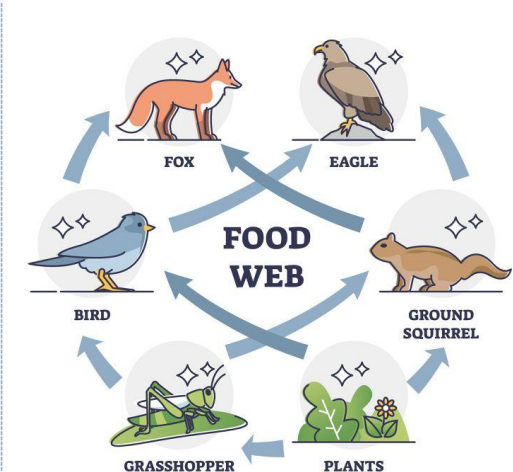 FOX
EAGLE
FOOD
WEB
BIRD
GROUND
SQUIRREL
GRASSHOPPER
PLANTS